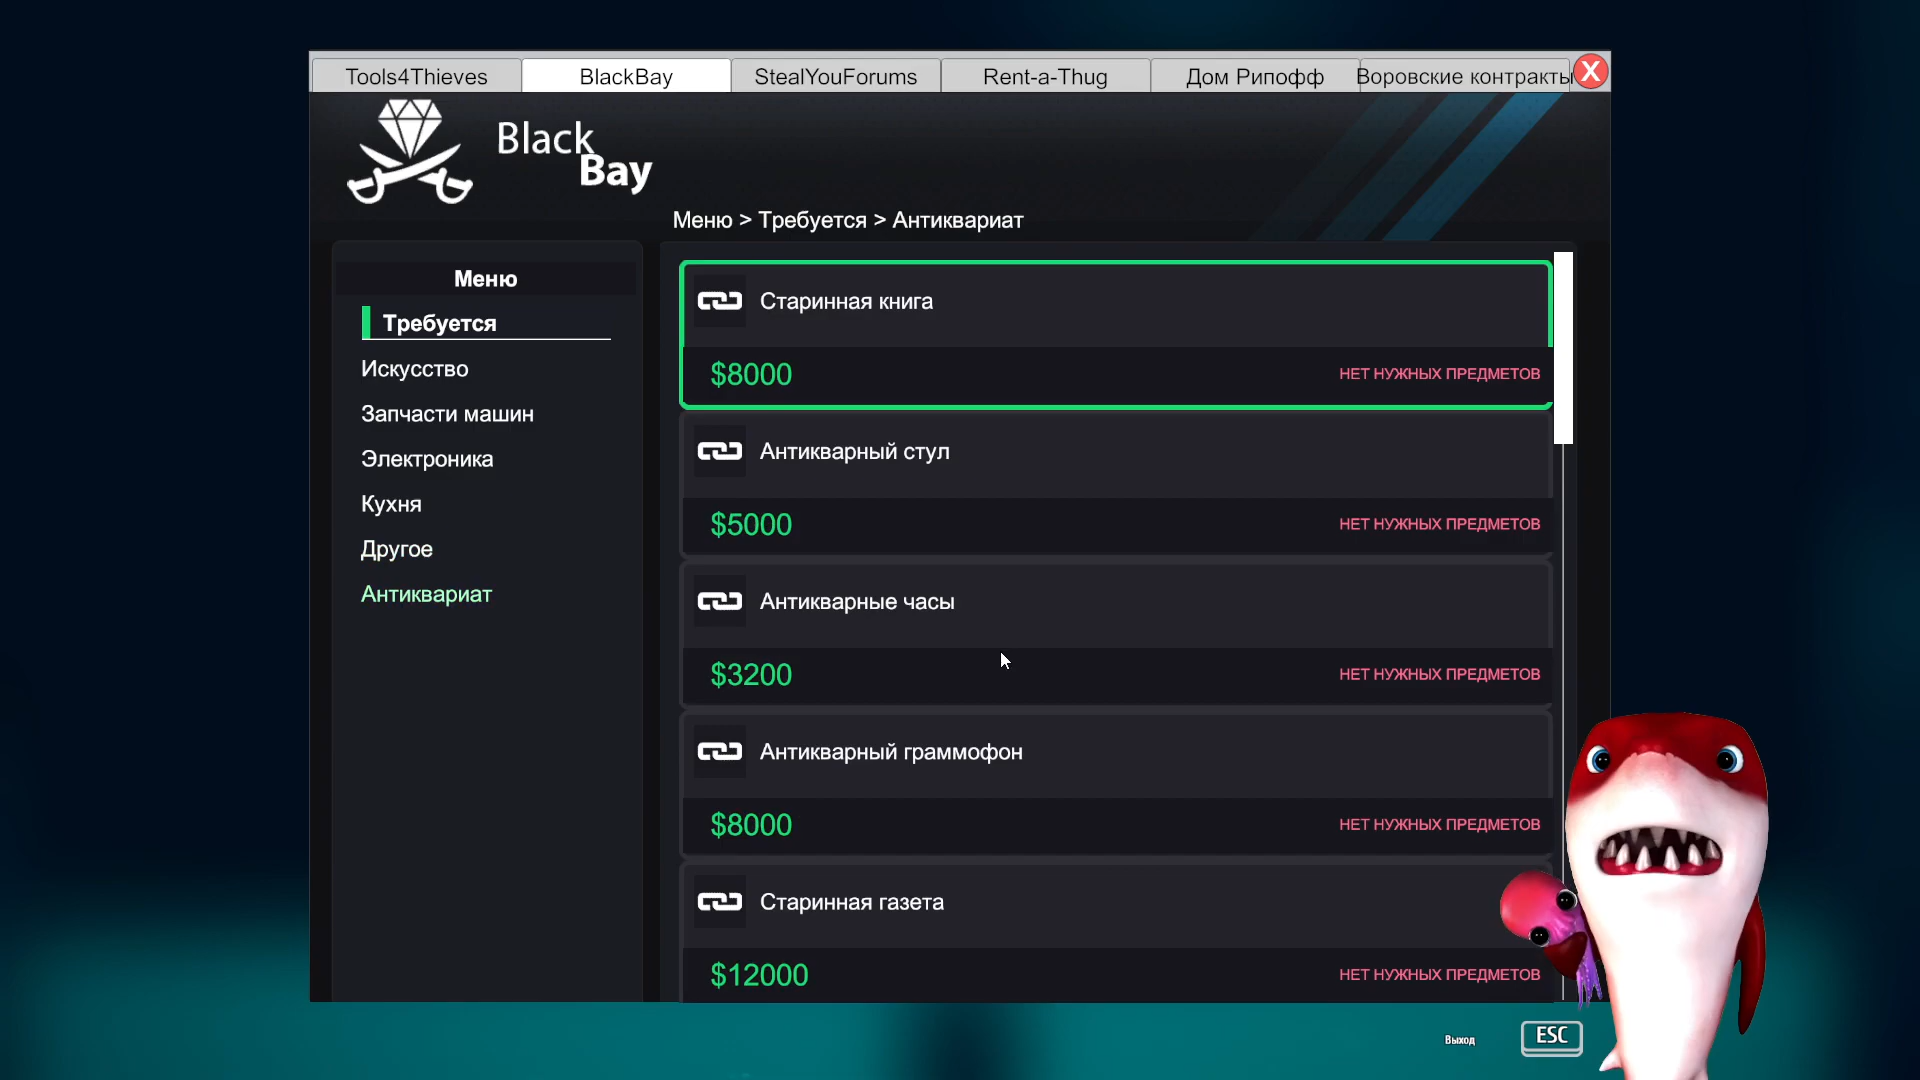 Tools4Thieves
BlackBay
StealYouForums
Rent-a-Thug
Дом Рипофф
Воровские контракты
X
Black
Bay
Меню > Требуется > Антиквариат
Меню
Требуется
Искусство
Запчасти машин
Электроника
Кухня
Другое
Антиквариат
Старинная книга
$8000
НЕТ НУЖНЫХ ПРЕДМЕТОВ
Антикварный стул
$5000
НЕТ НУЖНЫХ ПРЕДМЕТОВ
Антикварные часы
$3200
НЕТ НУЖНЫХ ПРЕДМЕТОВ
Антикварный граммофон
$8000
НЕТ НУЖНЫХ ПРЕДМЕТОВ
Старинная газета
$12000
НЕТ НУЖНЫХ ПРЕДМЕТОВ
Выход
ESC